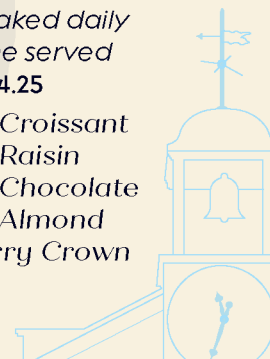 aked daily
e served
4.25
Croissant
Raisin
Chocolate
Almond
rry Crown